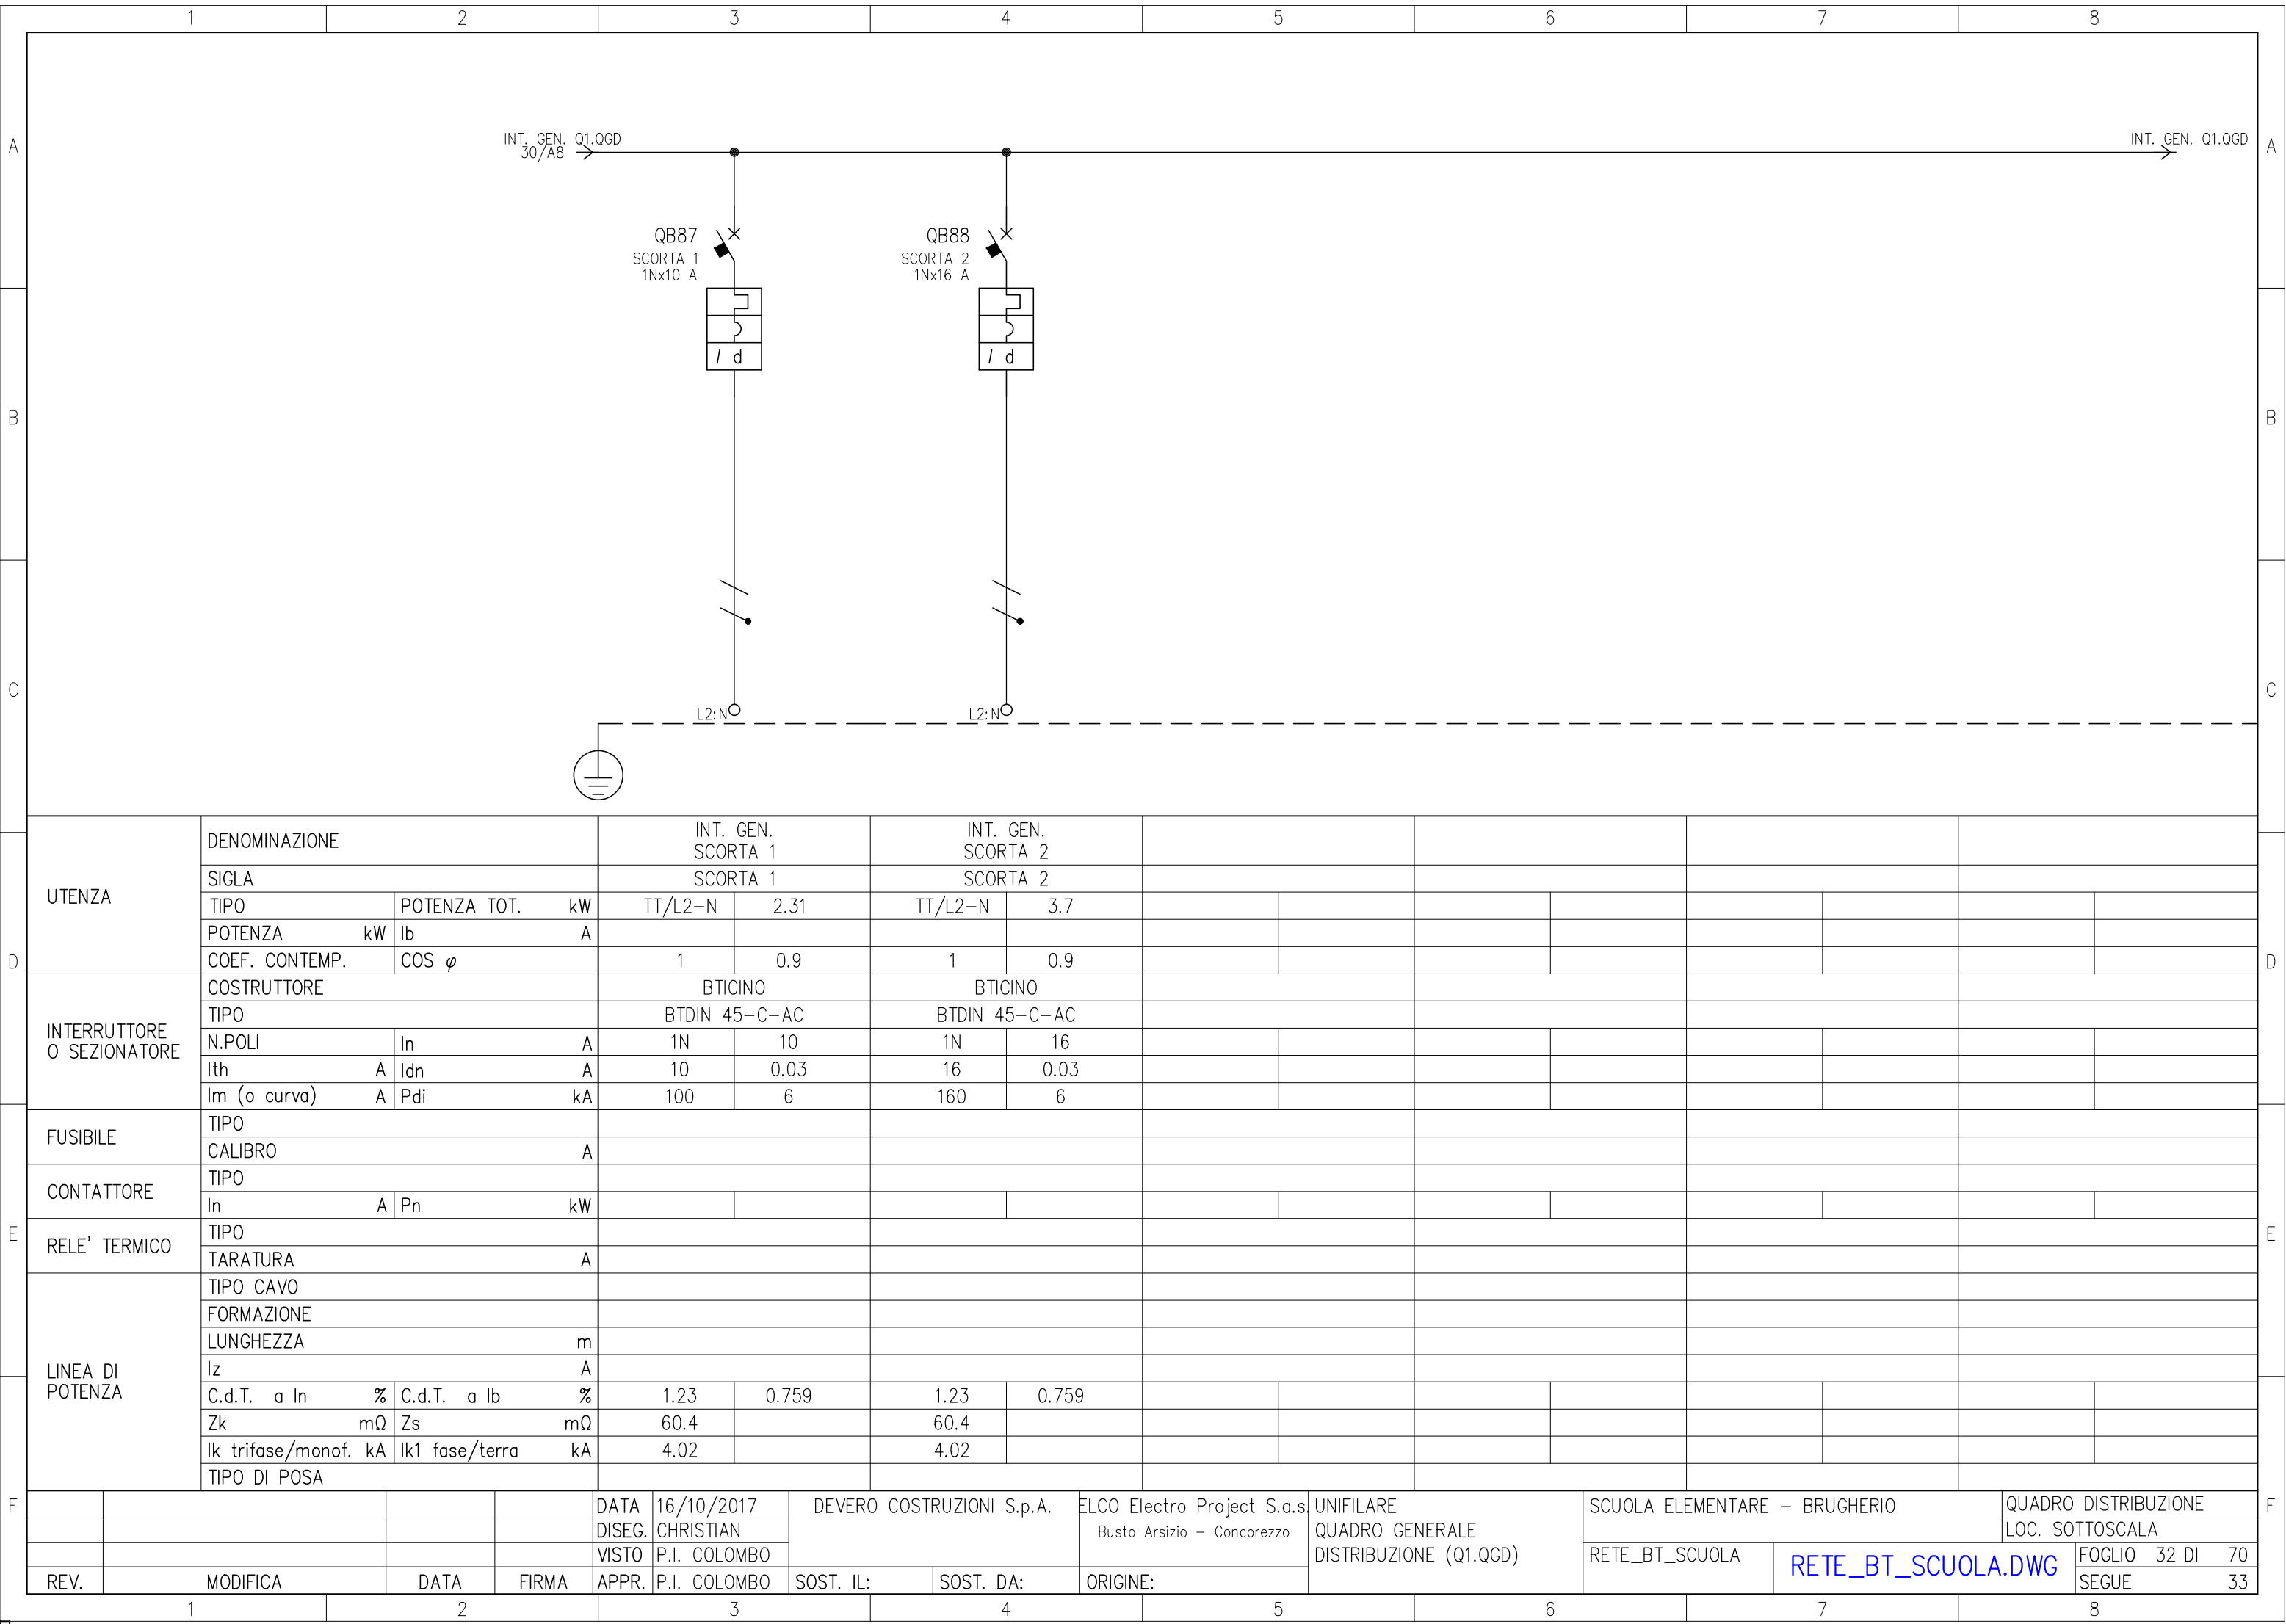 1 2 3 4 5 6 7 8
A A
INT. GEN. Q1.QGD
30/A8
INT. GEN. Q1.QGD
QB87
SCORTA 1
1Nx10 A
QB88
SCORTA 2
1Nx16 A
I d I d
B B
C C
L2:N L2:N
UTENZA
DENOMINAZIONE
INT. GEN.
SCORTA 1
INT. GEN.
SCORTA 2
SIGLA SCORTA 1 SCORTA 2
TIPO POTENZA TOT. kW TT/L2-N 2.31 TT/L2-N 3.7
POTENZA kW Ib A
COEF. CONTEMP. COS φ 1 0.9 1 0.9
D D
INTERRUTTORE
O SEZIONATORE
COSTRUTTORE BTICINO BTICINO
TIPO BTDIN 45-C-AC BTDIN 45-C-AC
N.POLI In A 1N 10 1N 16
Ith A Idn A 10 0.03 16 0.03
Im (o curva) A Pdi kA 100 6 160 6
FUSIBILE
TIPO
CALIBRO A
CONTATTORE
TIPO
In A Pn kW
E E
RELE' TERMICO
TIPO
TARATURA A
LINEA DI
POTENZA
TIPO CAVO
FORMAZIONE
LUNGHEZZA m
Iz A
C.d.T. a In % C.d.T. a Ib % 1.23 0.759 1.23 0.759
Zk mΩ Zs mΩ 60.4 60.4
Ik trifase/monof. kA Ik1 fase/terra kA 4.02 4.02
TIPO DI POSA
F F
DATA 16/10/2017
DISEG. CHRISTIAN
VISTO P.I. COLOMBO
REV. MODIFICA DATA FIRMA APPR. P.I. COLOMBO
DEVERO COSTRUZIONI S.p.A.
SOST. IL: SOST. DA:
ELCO Electro Project S.a.s.
Busto Arsizio - Concorezzo
ORIGINE:
UNIFILARE
QUADRO GENERALE
DISTRIBUZIONE (Q1.QGD)
SCUOLA ELEMENTARE - BRUGHERIO
RETE_BT_SCUOLA
RETE_BT_SCUOLA.DWG
QUADRO DISTRIBUZIONE
LOC. SOTTOSCALA
FOGLIO 32 DI 70
SEGUE 33
1 2 3 4 5 6 7 8